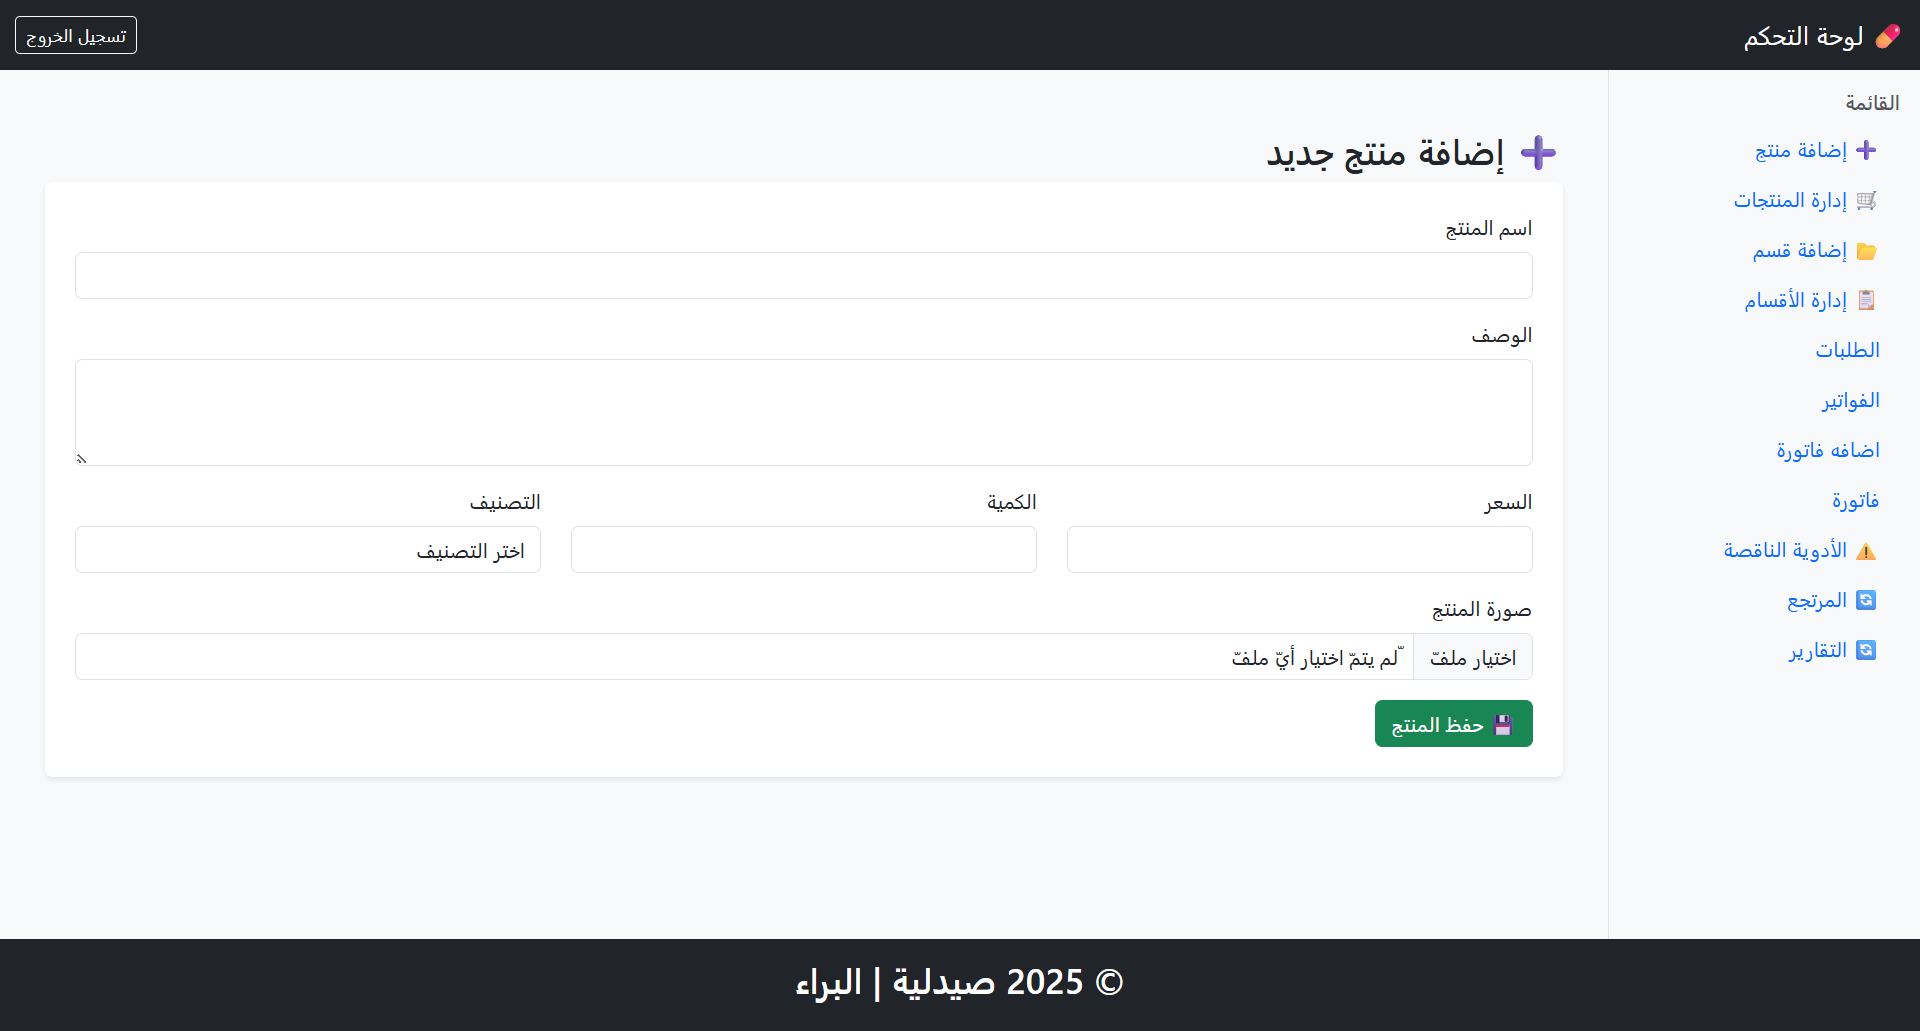 💊 لوحة التحكم
تسجيل الخروج
القائمة
➕ إضافة منتج
🛒 إدارة المنتجات
📂 إضافة قسم
📋 إدارة الأقسام
الطلبات
الفواتير
اضافه فاتورة
فاتورة
⚠️ الأدوية الناقصة
🔄 المرتجع
🔄 التقارير
➕ إضافة منتج جديد
اسم المنتج
الوصف
السعر
الكمية
التصنيف
اختر التصنيف
صورة المنتج
اختيار ملفّ
لم يتمّ اختيار أيّ ملفّ
💾 حفظ المنتج
© 2025 صيدلية | البراء